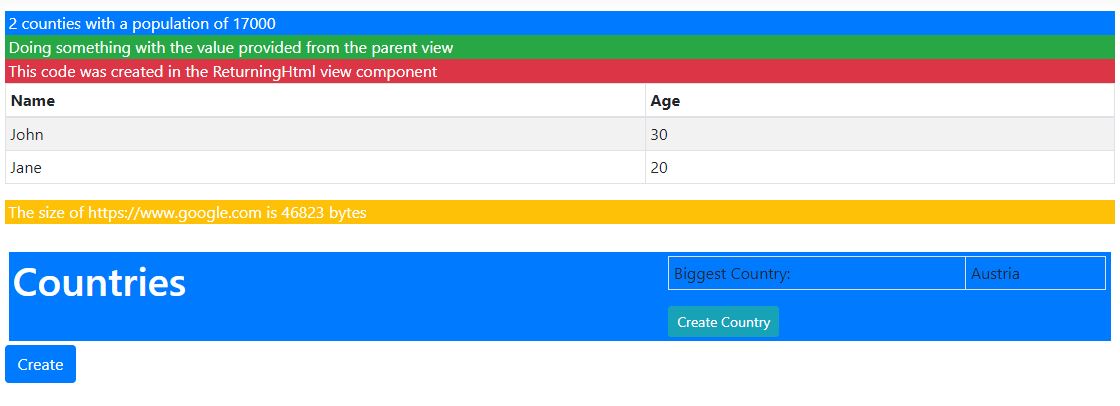 2 counties with a population of 17000
Doing something with the value provided from the parent view
This code was created in the ReturningHtml view component
Name Age
John 30
Jane 20
The size of https://www.google.com is 46823 bytes
Countries
Biggest Country: Austria
Create Country
Create